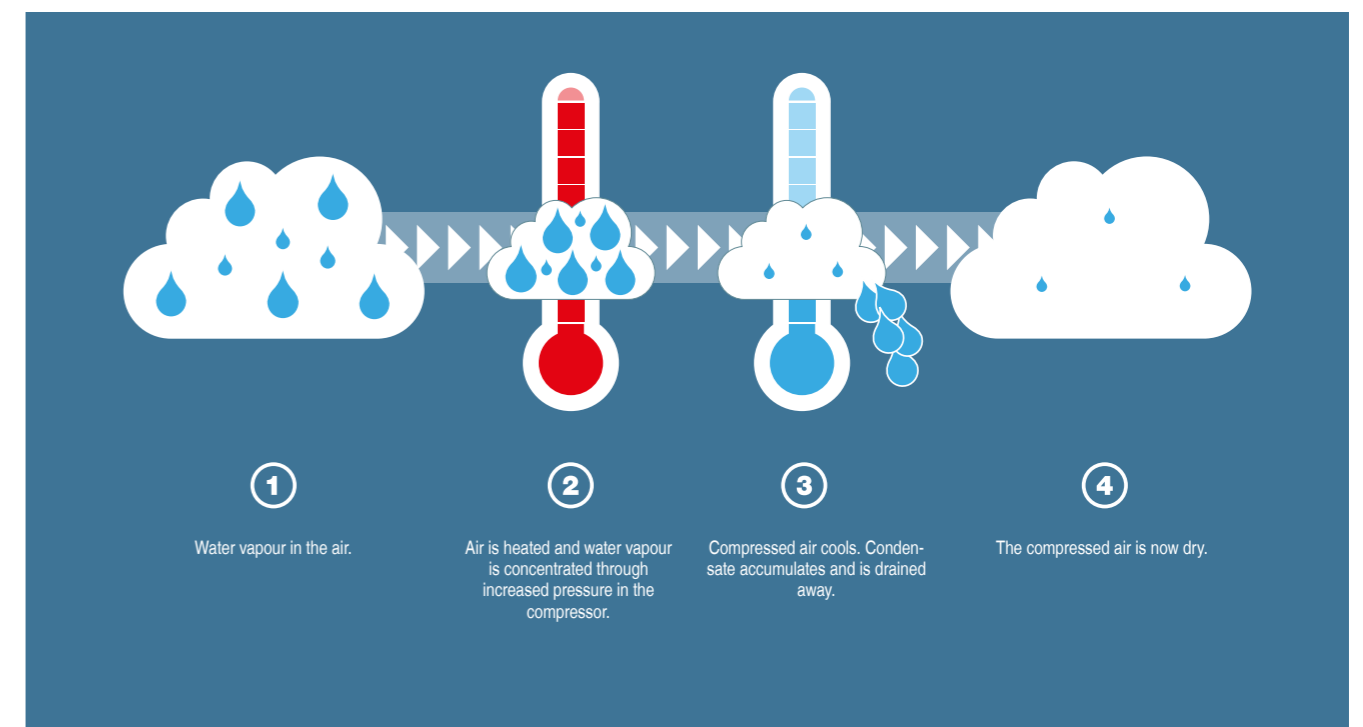 1
Water vapour in the air.
2
Air is heated and water vapour
is concentrated through
increased pressure in the
compressor.
3
Compressed air cools. Conden-
sate accumulates and is drained
away.
4
The compressed air is now dry.